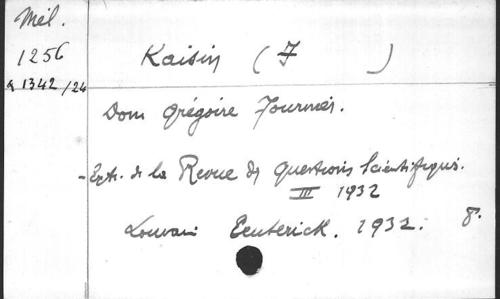 Mél.
1256
Q 1342/24
Kaisin (F )
Dom Grégoire Fournier.
-Extr. de la Revue des Questions Scientifiques.
III 1932
Louvain Ceuterick. 1932. 8°.